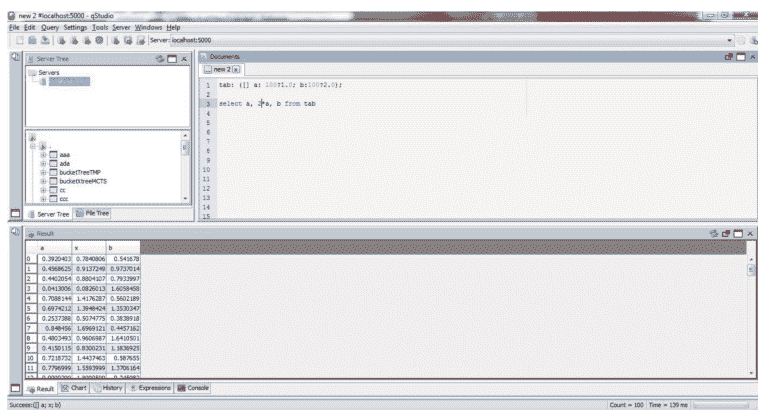 new 2 #localhost:5000 - qStudio
File Edit Query Settings Tools Server Windows Help
Server: localhost:5000
Server Tree
Documents
Servers
new 2
1 tab: ([] a: 100?1.0; b:100?2.0);
2
3 select a, 2*a, b from tab
4
5
6
7
8
9
10
11
12
13
14
15
.
aaa
ada
bucketTreeTMP
bucketXtreeMCTS
cc
ccc
Server Tree File Tree
Result
a x b
0 0.3920403 0.7840806 0.541678
1 0.4568625 0.9137249 0.9737014
2 0.4402054 0.8804107 0.7933997
3 0.0413006 0.0826013 1.6058458
4 0.7088144 1.4176287 0.5602189
5 0.6974212 1.3948424 1.3530347
6 0.2537388 0.5074775 0.3838918
7 0.848456 1.6969121 0.4457162
8 0.4803493 0.9606987 1.6410501
9 0.4150115 0.8300231 1.1836925
10 0.7218732 1.4437463 0.587655
11 0.7796999 1.5593999 1.3706164
Result Chart History Expressions Console
Success:([] a; x; b) Count = 100 Time = 139 ms